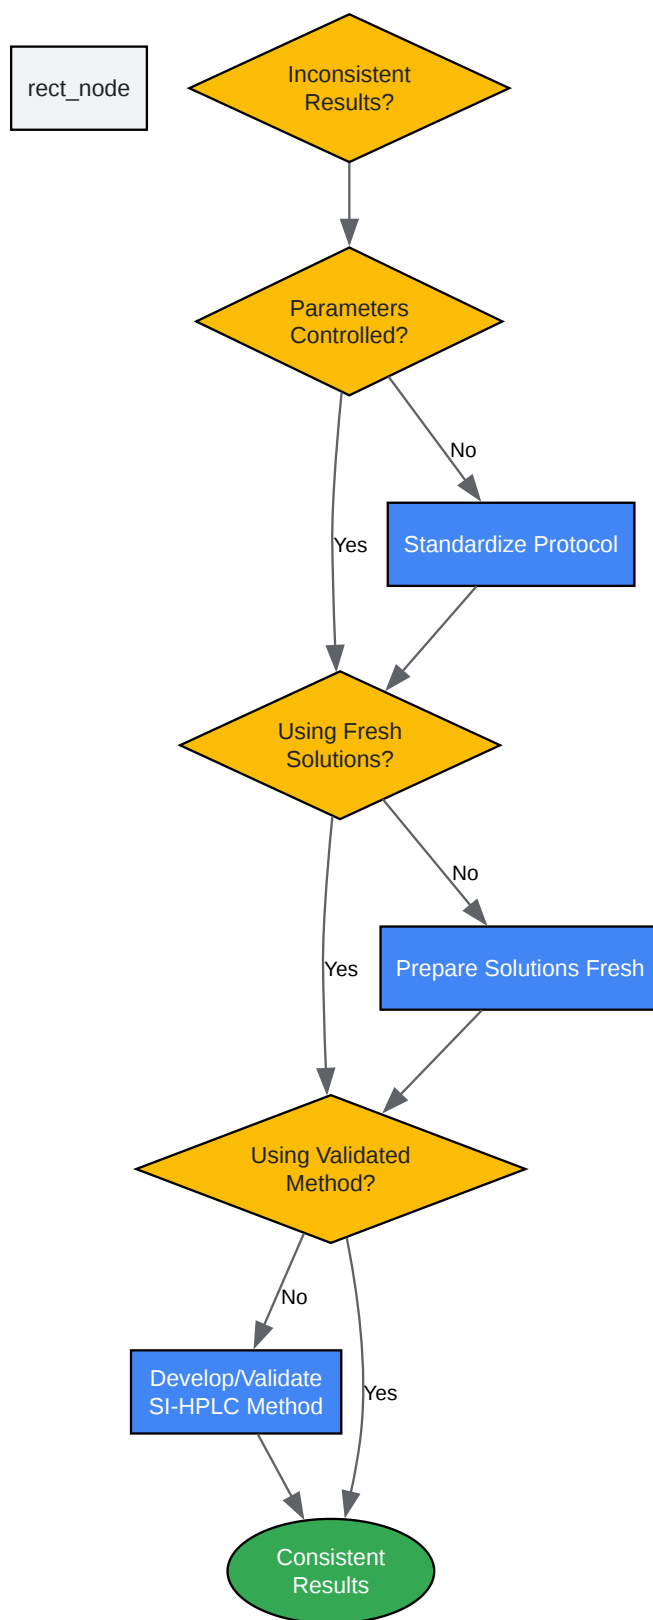 rect_node
Inconsistent
Results?
Parameters
Controlled?
No
Standardize Protocol
Yes
Using Fresh
Solutions?
No
Prepare Solutions Fresh
Yes
Using Validated
Method?
No
Develop/Validate
SI-HPLC Method
Yes
Consistent
Results